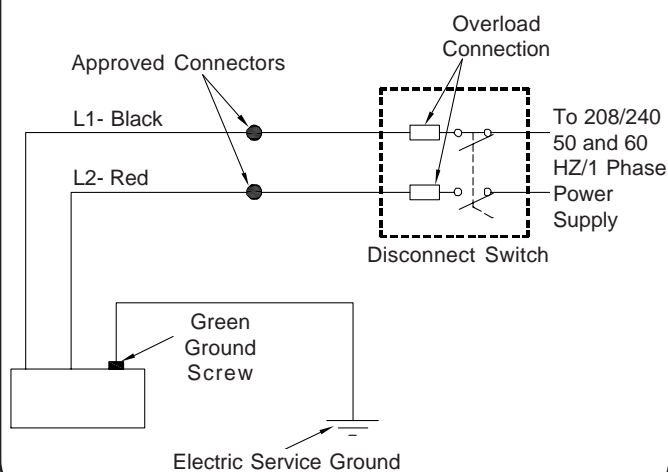 Overload
Connection
Approved Connectors
L1- Black
To 208/240
50 and 60
HZ/1 Phase
Power
Supply
L2- Red
Disconnect Switch
Green
Ground
Screw
Electric Service Ground